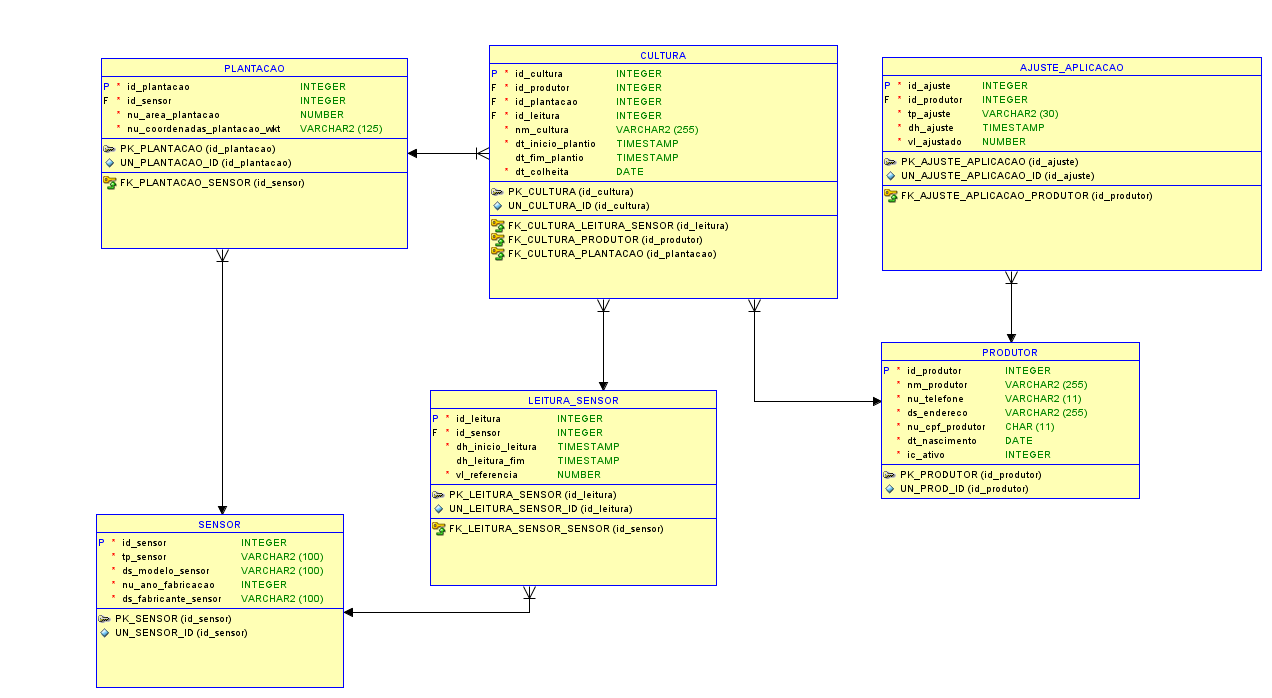 PLANTACAO
P * id_plantacao INTEGER
F * id_sensor INTEGER
* nu_area_plantacao NUMBER
* nu_coordenadas_plantacao_wkt VARCHAR2 (125)
PK_PLANTACAO (id_plantacao)
UN_PLANTACAO_ID (id_plantacao)
FK_PLANTACAO_SENSOR (id_sensor)
CULTURA
P * id_cultura INTEGER
F * id_produtor INTEGER
F * id_plantacao INTEGER
F * id_leitura INTEGER
* nm_cultura VARCHAR2 (255)
* dt_inicio_plantio TIMESTAMP
dt_fim_plantio TIMESTAMP
* dt_colheita DATE
PK_CULTURA (id_cultura)
UN_CULTURA_ID (id_cultura)
FK_CULTURA_LEITURA_SENSOR (id_leitura)
FK_CULTURA_PRODUTOR (id_produtor)
FK_CULTURA_PLANTACAO (id_plantacao)
AJUSTE_APLICACAO
P * id_ajuste INTEGER
F * id_produtor INTEGER
* tp_ajuste VARCHAR2 (30)
* dh_ajuste TIMESTAMP
* vl_ajustado NUMBER
PK_AJUSTE_APLICACAO (id_ajuste)
UN_AJUSTE_APLICACAO_ID (id_ajuste)
FK_AJUSTE_APLICACAO_PRODUTOR (id_produtor)
PRODUTOR
P * id_produtor INTEGER
* nm_produtor VARCHAR2 (255)
* nu_telefone VARCHAR2 (11)
* ds_endereco VARCHAR2 (255)
* nu_cpf_produtor CHAR (11)
* dt_nascimento DATE
* ic_ativo INTEGER
PK_PRODUTOR (id_produtor)
UN_PROD_ID (id_produtor)
LEITURA_SENSOR
P * id_leitura INTEGER
F * id_sensor INTEGER
* dh_inicio_leitura TIMESTAMP
dh_leitura_fim TIMESTAMP
* vl_referencia NUMBER
PK_LEITURA_SENSOR (id_leitura)
UN_LEITURA_SENSOR_ID (id_leitura)
FK_LEITURA_SENSOR_SENSOR (id_sensor)
SENSOR
P * id_sensor INTEGER
* tp_sensor VARCHAR2 (100)
* ds_modelo_sensor VARCHAR2 (100)
* nu_ano_fabricacao INTEGER
* ds_fabricante_sensor VARCHAR2 (100)
PK_SENSOR (id_sensor)
UN_SENSOR_ID (id_sensor)